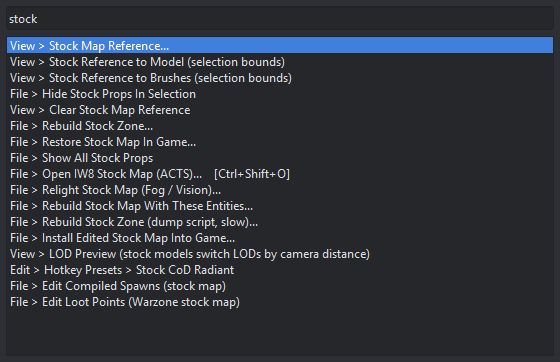 stock
View > Stock Map Reference...
View > Stock Reference to Model (selection bounds)
View > Stock Reference to Brushes (selection bounds)
File > Hide Stock Props In Selection
View > Clear Stock Map Reference
File > Rebuild Stock Zone...
File > Restore Stock Map In Game...
File > Show All Stock Props
File > Open IW8 Stock Map (ACTS)... [Ctrl+Shift+O]
File > Relight Stock Map (Fog / Vision)...
File > Rebuild Stock Map With These Entities...
File > Rebuild Stock Zone (dump script, slow)...
File > Install Edited Stock Map Into Game...
View > LOD Preview (stock models switch LODs by camera distance)
Edit > Hotkey Presets > Stock CoD Radiant
File > Edit Compiled Spawns (stock map)
File > Edit Loot Points (Warzone stock map)